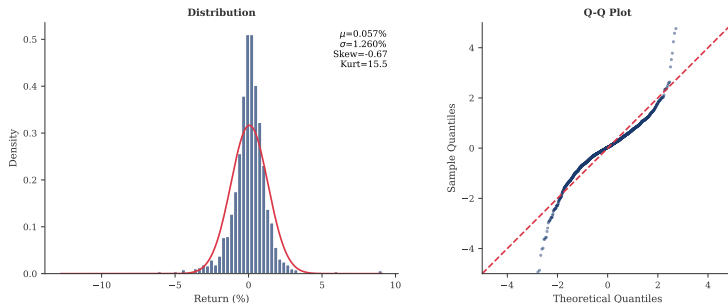 Distribution
μ=0.057%
σ=1.260%
Skew=-0.67
Kurt=15.5
0.5
0.4
0.3
0.2
0.1
0.0
Density
−10
−5
0
5
10
Return (%)
Q-Q Plot
4
2
0
−2
−4
Sample Quantiles
−4
−2
0
2
4
Theoretical Quantiles